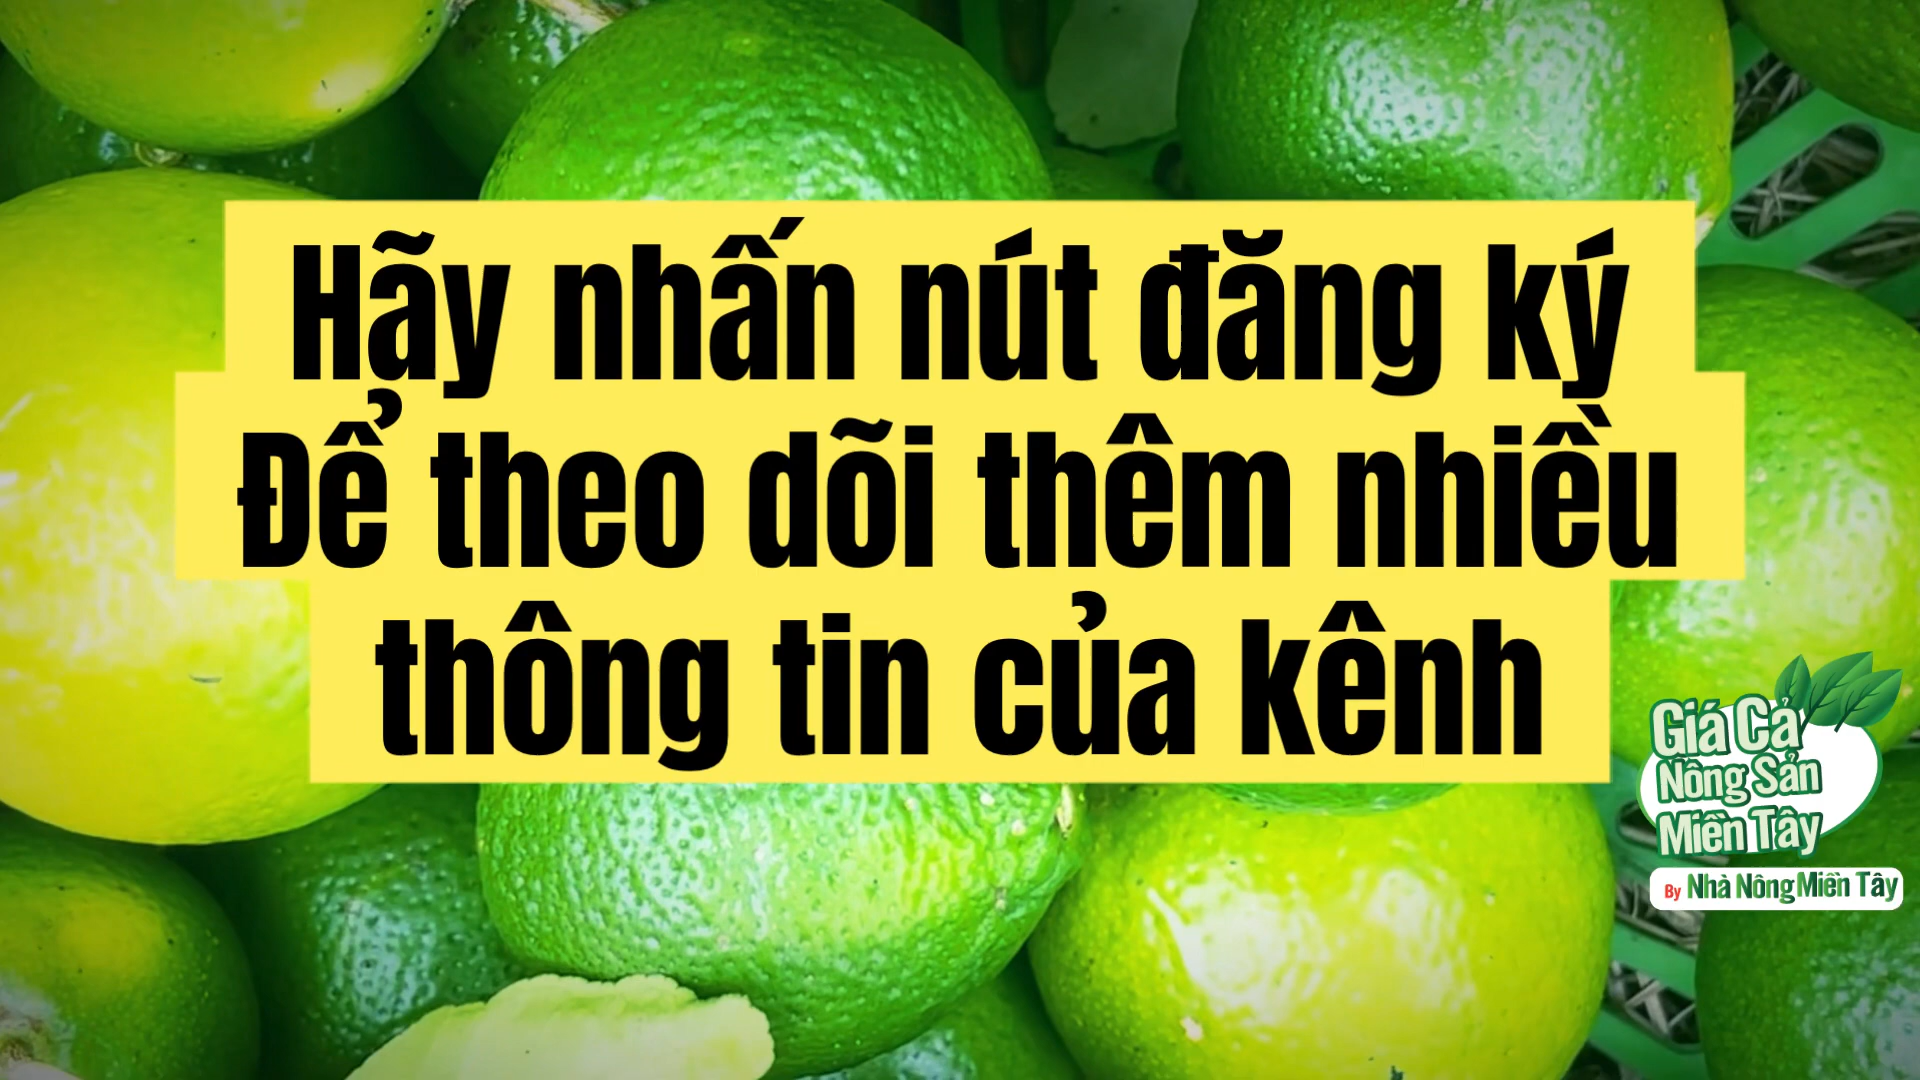 Hãy nhấn nút đăng ký
Để theo dõi thêm nhiều
thông tin của kênh
Giá Cả
Nông Sản
Miền Tây
By Nhà Nông Miền Tây